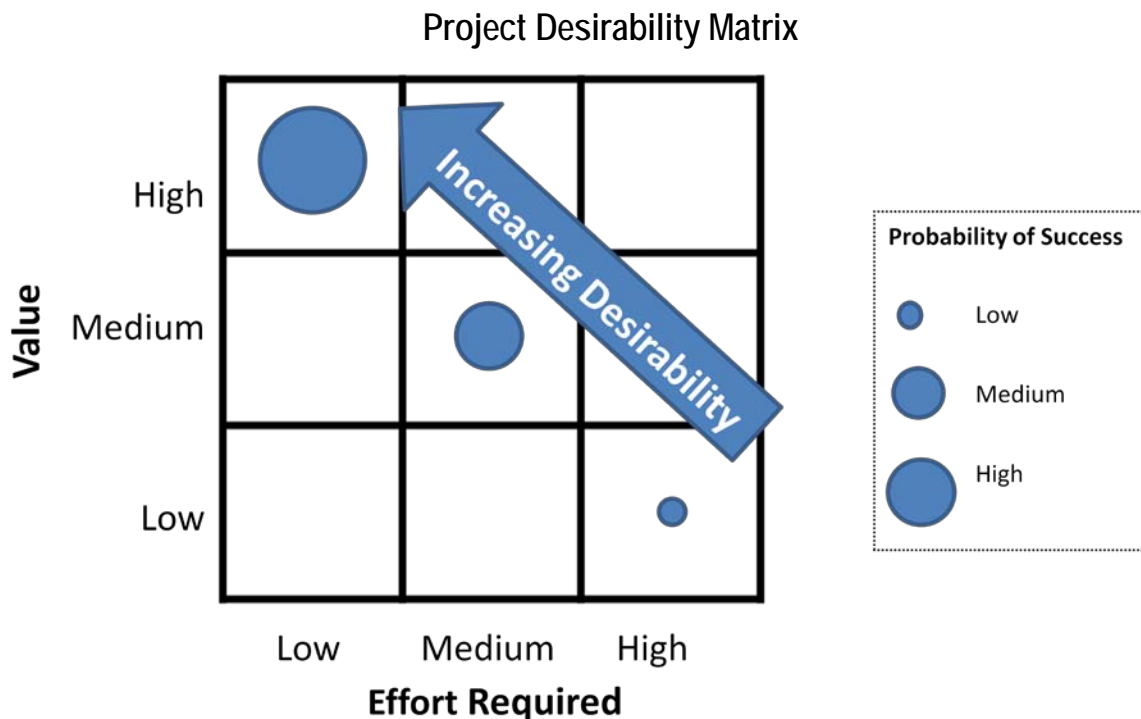 Project Desirability Matrix
Value
High
Medium
Low
Increasing Desirability
Low
Medium
High
Effort Required
Probability of Success
Low
Medium
High